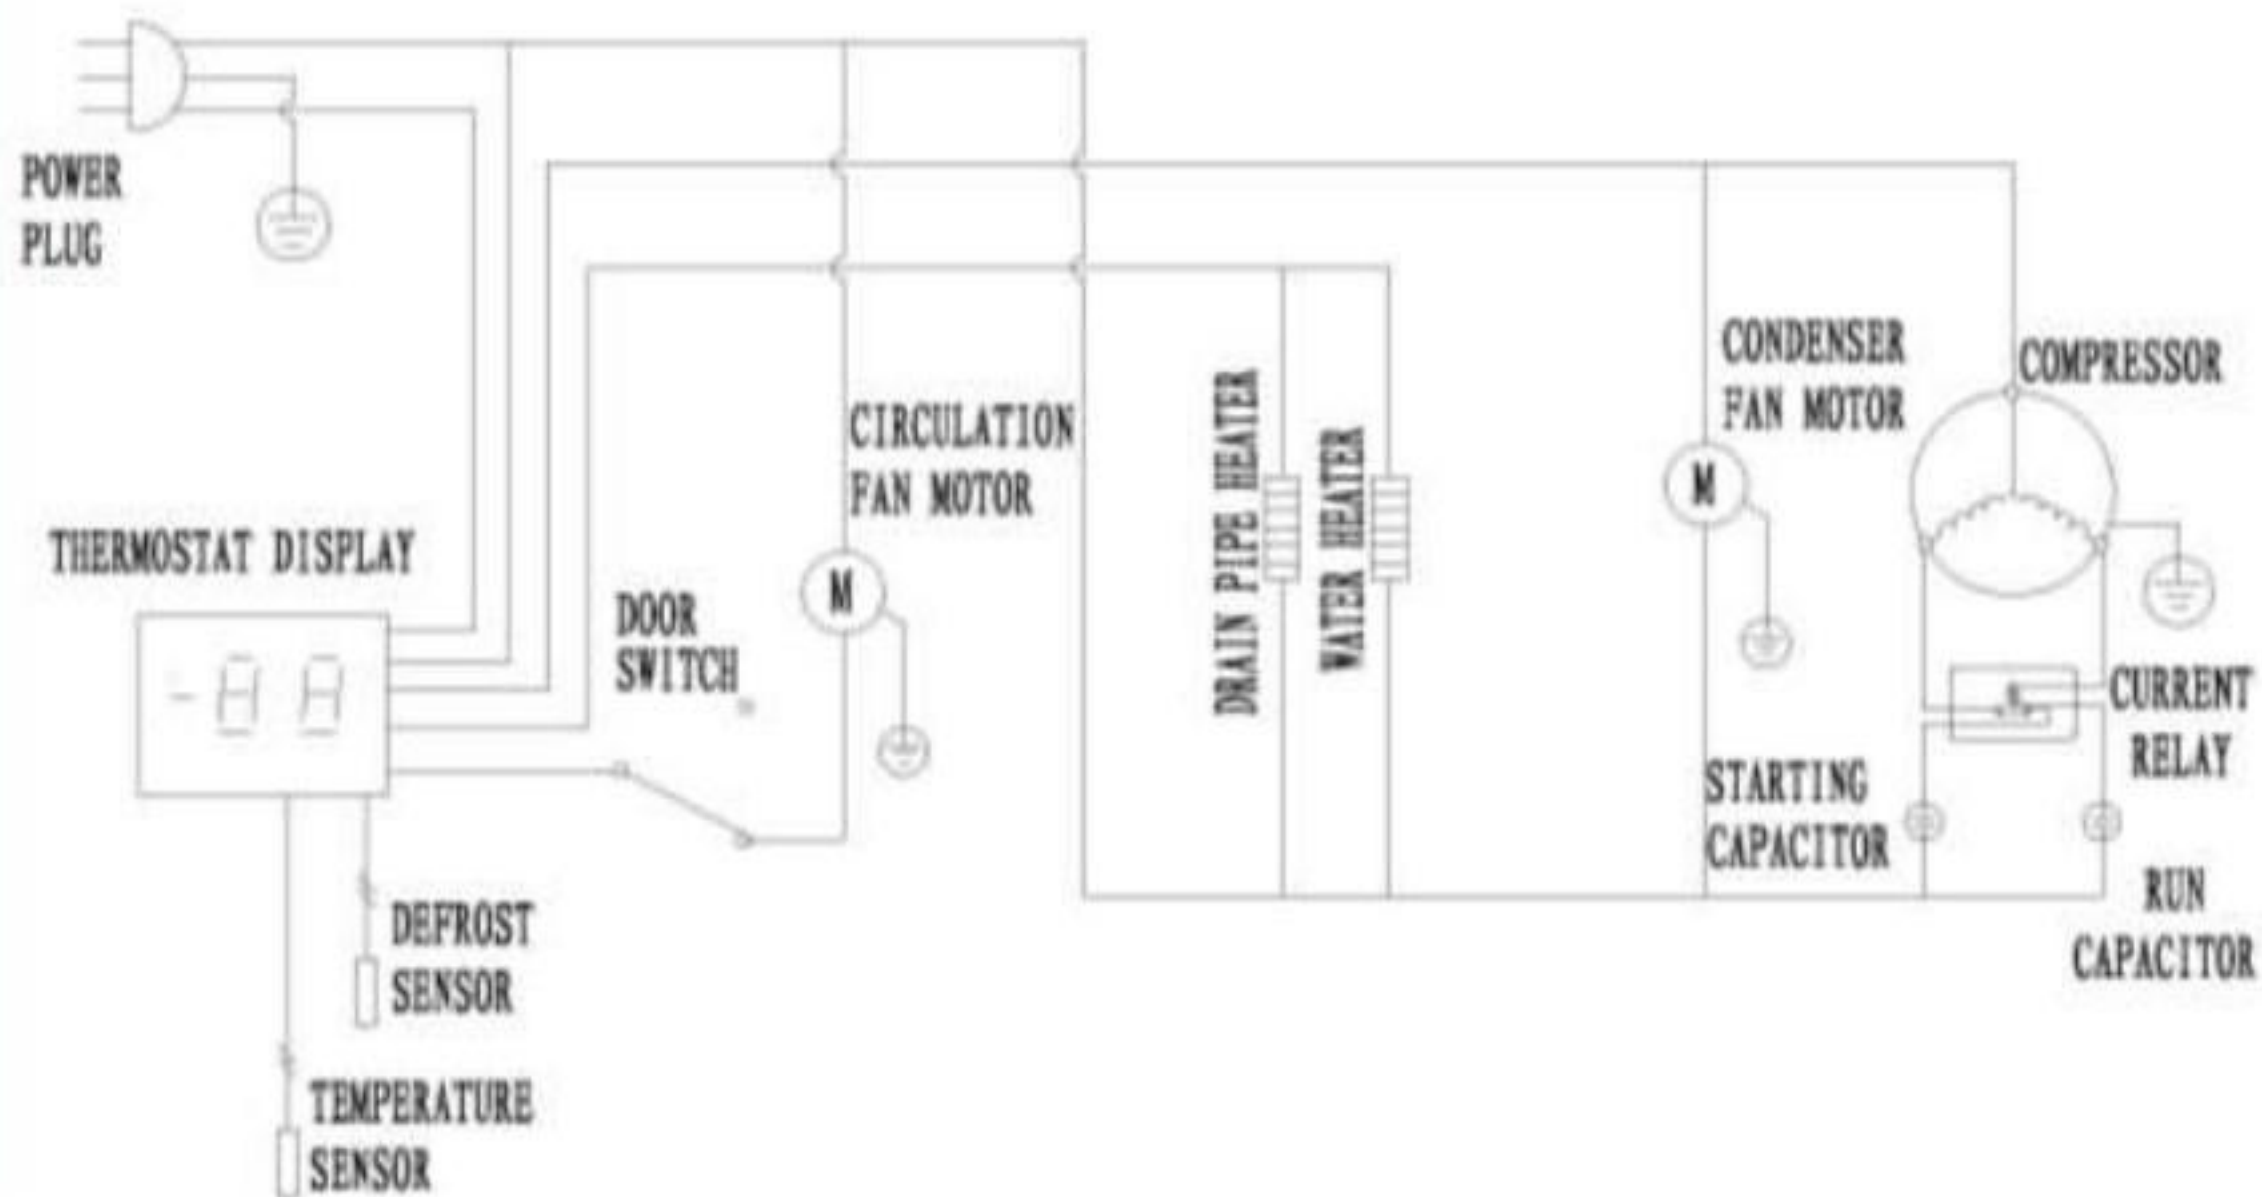 POWER
PLUG
THERMOSTAT DISPLAY
DOOR
SWITCH
CIRCULATION
FAN MOTOR
M
DRAIN PIPE HEATER
WATER HEATER
CONDENSER
FAN MOTOR
M
COMPRESSOR
CURRENT
RELAY
STARTING
CAPACITOR
RUN
CAPACITOR
DEFROST
SENSOR
TEMPERATURE
SENSOR